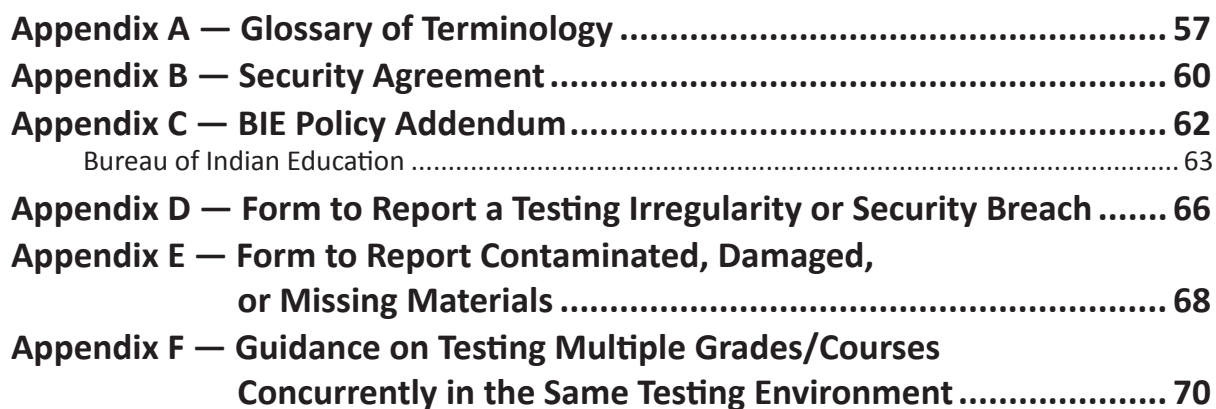 Appendix A — Glossary of Terminology ................................................................. 57
Appendix B — Security Agreement ......................................................................... 60
Appendix C — BIE Policy Addendum ....................................................................... 62
Bureau of Indian Education ............................................................................................................. 63
Appendix D — Form to Report a Testing Irregularity or Security Breach ....... 66
Appendix E — Form to Report Contaminated, Damaged,
or Missing Materials ........................................................................ 68
Appendix F — Guidance on Testing Multiple Grades/Courses
Concurrently in the Same Testing Environment ..................... 70